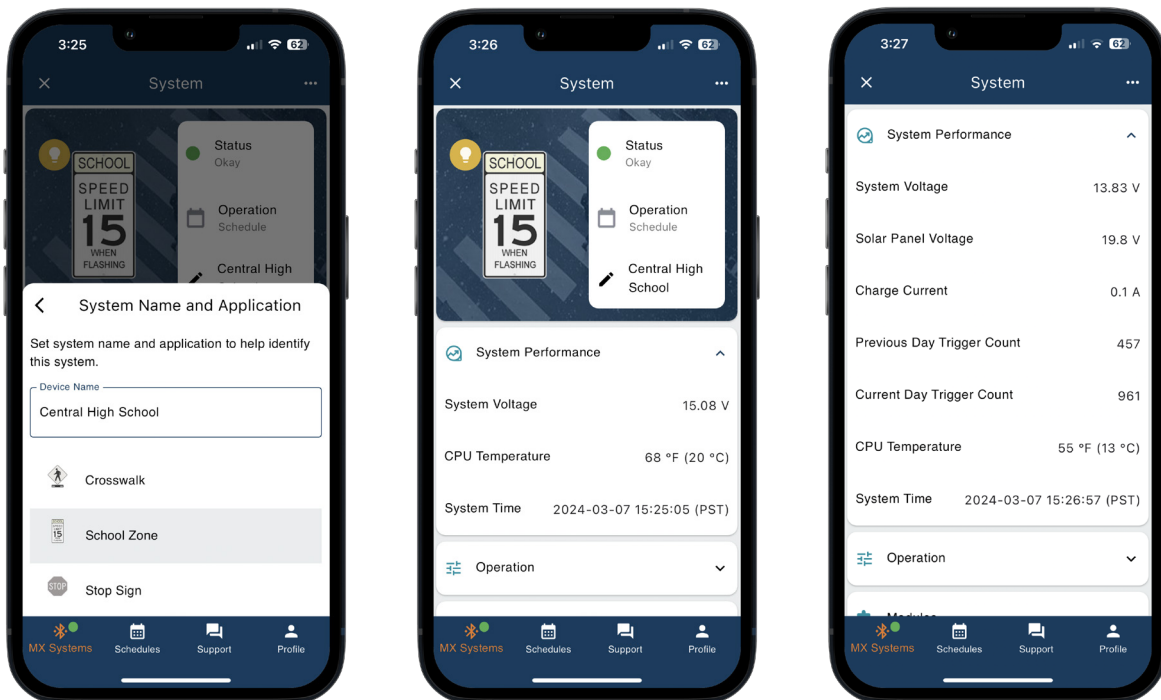 3:25
62
System
SCHOOL
SPEED
LIMIT
15
WHEN
FLASHING
Status
Okay
Operation
Schedule
Central High
System Name and Application
Set system name and application to help identify
this system.
Device Name
Central High School
Crosswalk
School Zone
STOP
Stop Sign
MX Systems
Schedules
Support
Profile
3:26
62
System
SCHOOL
SPEED
LIMIT
15
WHEN
FLASHING
Status
Okay
Operation
Schedule
Central High
School
System Performance
System Voltage 15.08 V
CPU Temperature 68 °F (20 °C)
System Time 2024-03-07 15:25:05 (PST)
Operation
MX Systems
Schedules
Support
Profile
3:27
62
System
System Performance
System Voltage 13.83 V
Solar Panel Voltage 19.8 V
Charge Current 0.1 A
Previous Day Trigger Count 457
Current Day Trigger Count 961
CPU Temperature 55 °F (13 °C)
System Time 2024-03-07 15:26:57 (PST)
Operation
Modules
MX Systems
Schedules
Support
Profile